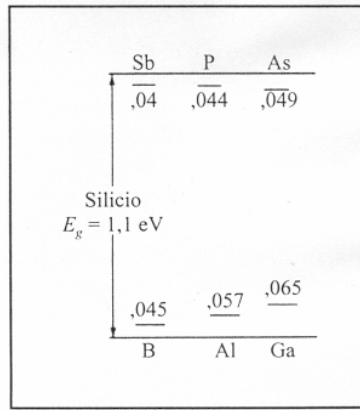 Sb P As
,04 ,044 ,049
Silicio
E_g = 1,1 eV
,045 ,057 ,065
B Al Ga